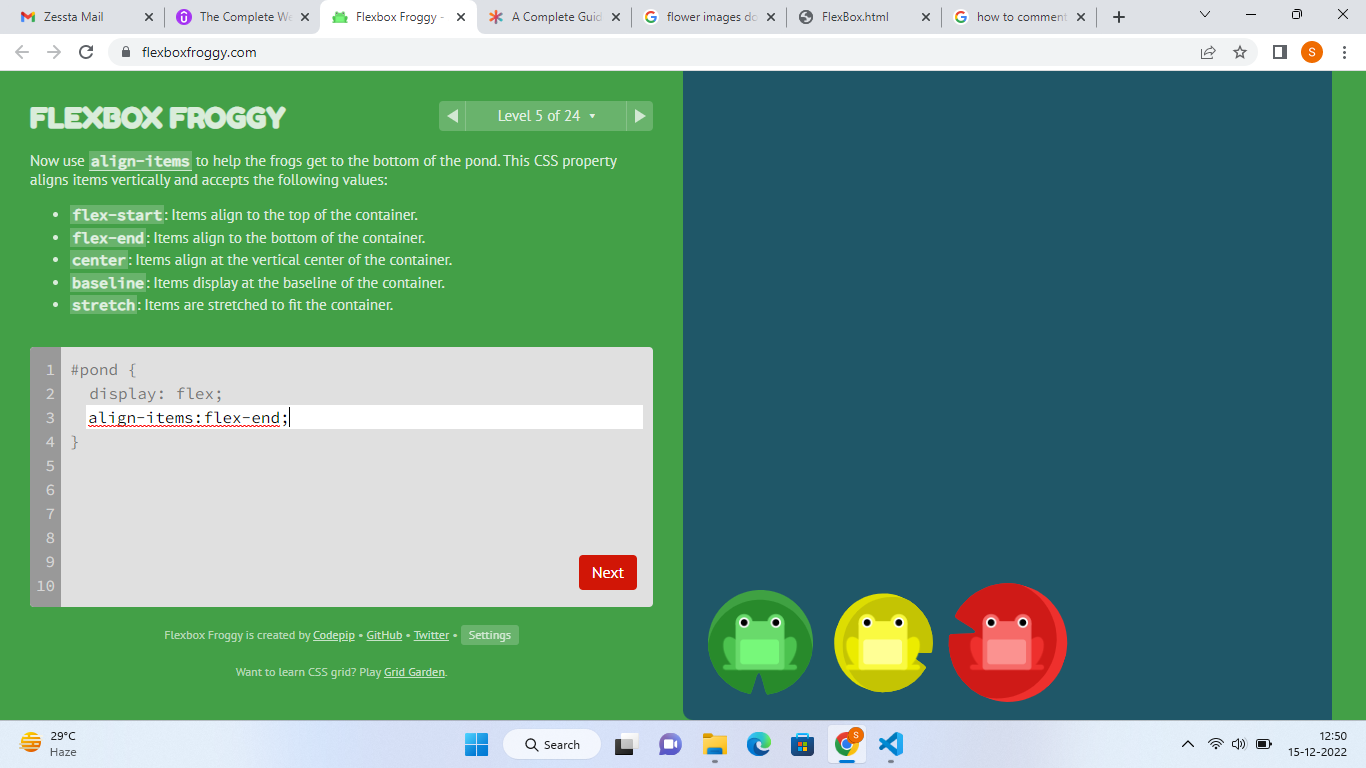 Zessta Mail
The Complete We
Flexbox Froggy -
A Complete Guid
flower images do
FlexBox.html
how to comment
flexboxfroggy.com
S
FLEXBOX FROGGY
Level 5 of 24
Now use align-items to help the frogs get to the bottom of the pond. This CSS property
aligns items vertically and accepts the following values:
• flex-start: Items align to the top of the container.
• flex-end: Items align to the bottom of the container.
• center: Items align at the vertical center of the container.
• baseline: Items display at the baseline of the container.
• stretch: Items are stretched to fit the container.
1 #pond {
2 display: flex;
3 align-items:flex-end;
4 }
5
6
7
8
9
10
Next
Flexbox Froggy is created by Codepip • GitHub • Twitter • Settings
Want to learn CSS grid? Play Grid Garden.
29°C
Haze
Search
S
12:50
15-12-2022